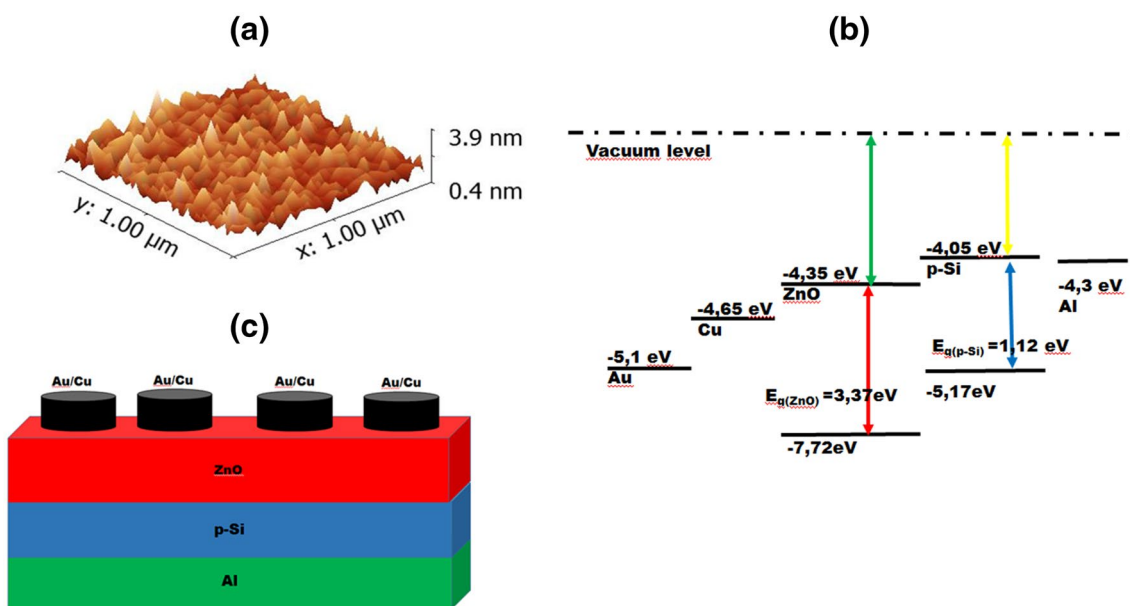 (a)
3.9 nm
0.4 nm
y: 1.00 µm
x: 1.00 µm
(b)
Vacuum level
-4,05 eV
p-Si
-4,35 eV
ZnO
-4,3 eV
Al
-4,65 eV
Cu
-5,1 eV
Au
Eg(p-Si) =1,12 eV
-5,17eV
Eg(ZnO) =3,37eV
-7,72eV
(c)
Au/Cu
Au/Cu
Au/Cu
Au/Cu
ZnO
p-Si
Al